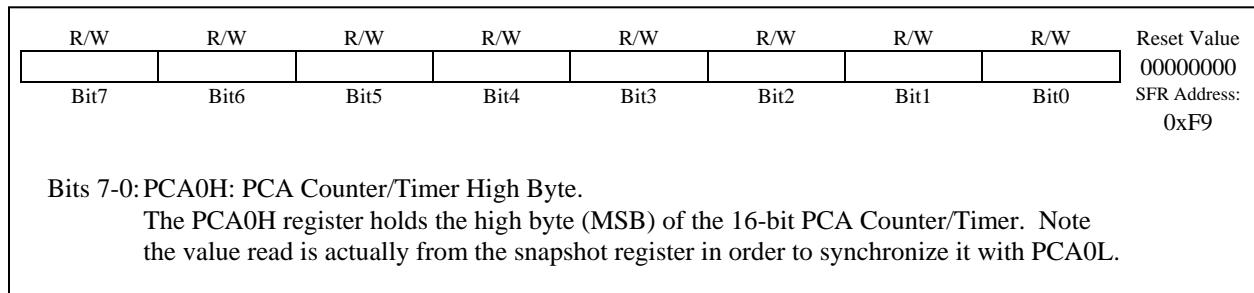 R/W R/W R/W R/W R/W R/W R/W R/W Reset Value
00000000
Bit7 Bit6 Bit5 Bit4 Bit3 Bit2 Bit1 Bit0 SFR Address:
0xF9
Bits 7-0: PCA0H: PCA Counter/Timer High Byte.
The PCA0H register holds the high byte (MSB) of the 16-bit PCA Counter/Timer. Note
the value read is actually from the snapshot register in order to synchronize it with PCA0L.